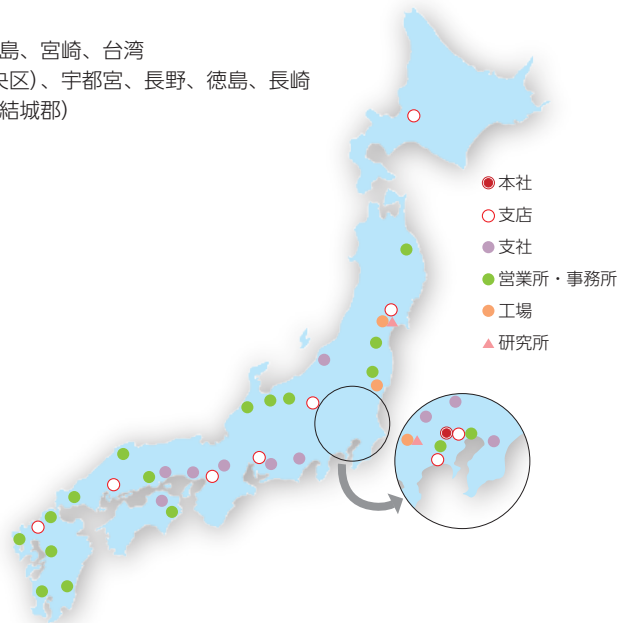 島、宮崎、台湾
央区)、宇都宮、長野、徳島、長崎
結城郡)
本社
支店
支社
営業所・事務所
工場
研究所